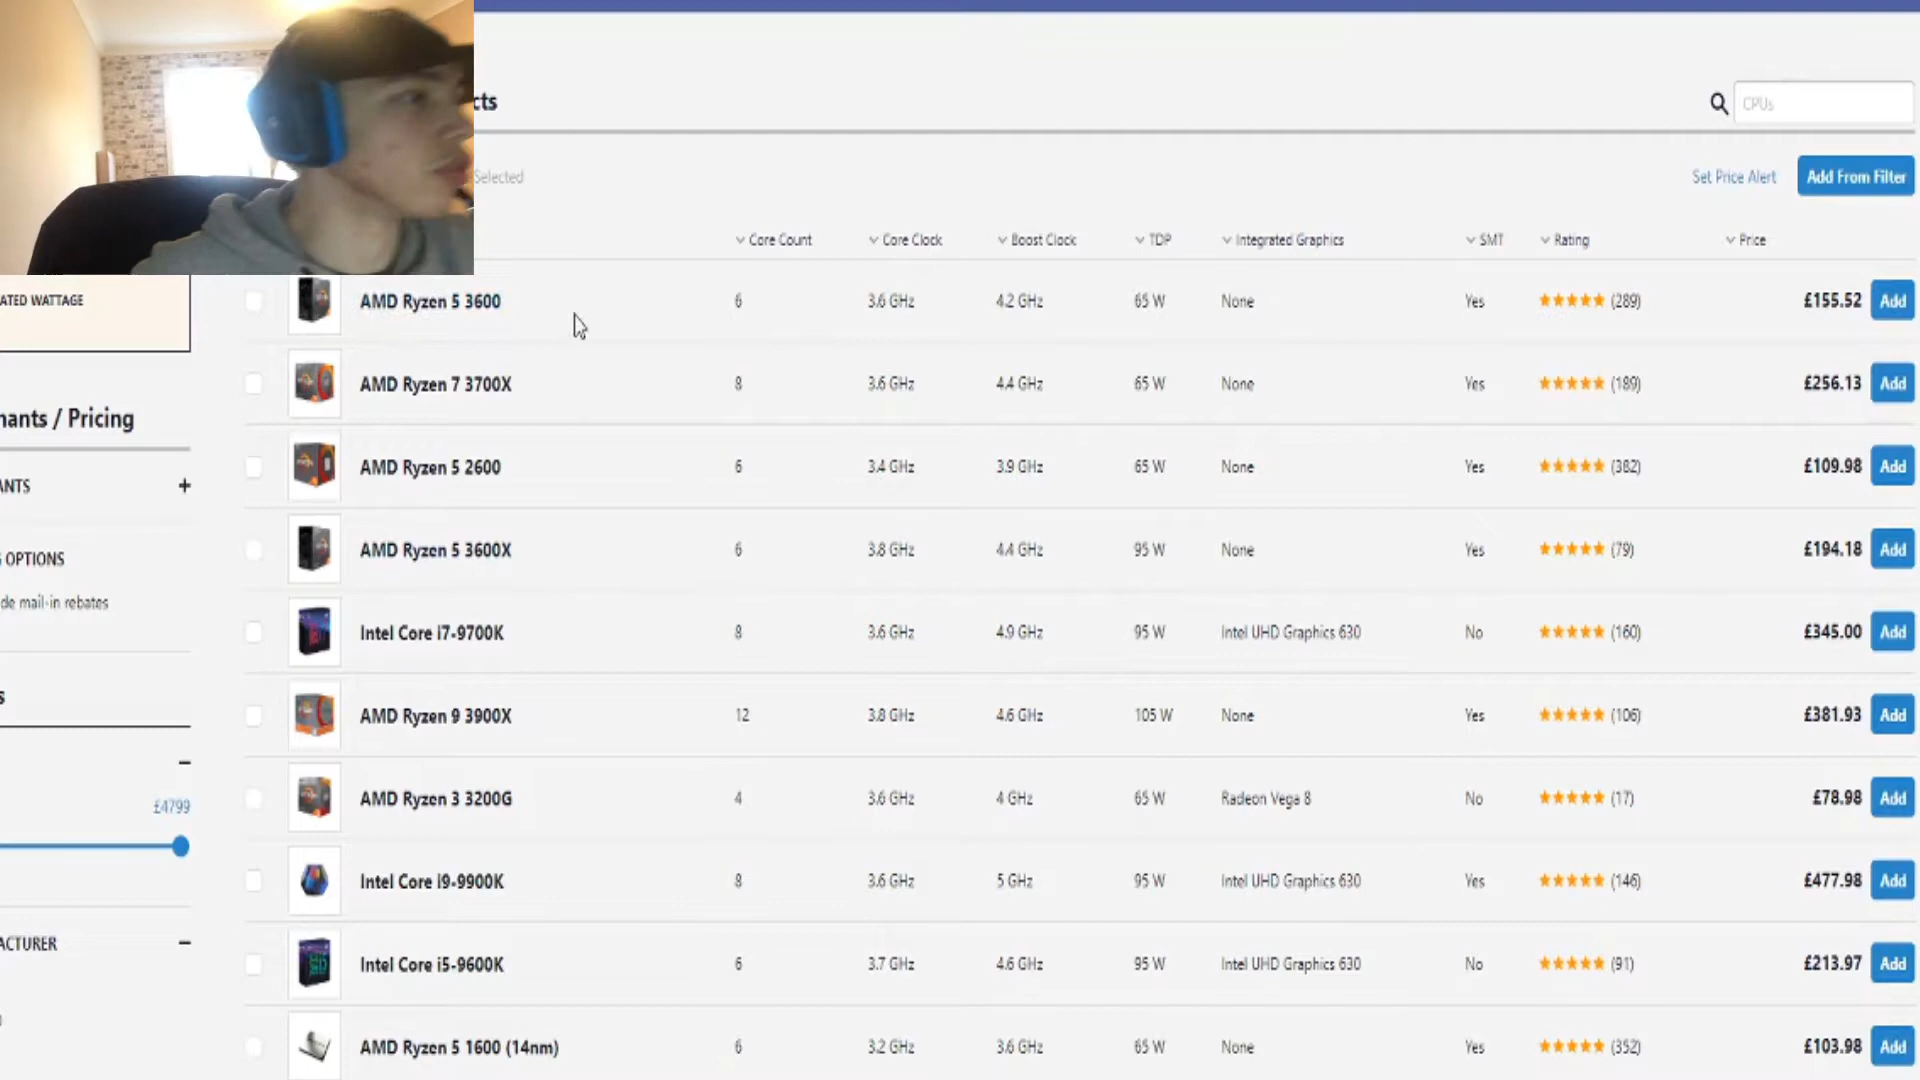 cts
CPUs
Selected
Set Price Alert
Add From Filter
Core Count Core Clock Boost Clock TDP Integrated Graphics SMT Rating Price
ATED WATTAGE
AMD Ryzen 5 3600 6 3.6 GHz 4.2 GHz 65 W None Yes (289) £155.52 Add
AMD Ryzen 7 3700X 8 3.6 GHz 4.4 GHz 65 W None Yes (189) £256.13 Add
nants / Pricing
AMD Ryzen 5 2600 6 3.4 GHz 3.9 GHz 65 W None Yes (382) £109.98 Add
ANTS +
AMD Ryzen 5 3600X 6 3.8 GHz 4.4 GHz 95 W None Yes (79) £194.18 Add
OPTIONS
de mail-in rebates
Intel Core i7-9700K 8 3.6 GHz 4.9 GHz 95 W Intel UHD Graphics 630 No (160) £345.00 Add
s
AMD Ryzen 9 3900X 12 3.8 GHz 4.6 GHz 105 W None Yes (106) £381.93 Add
AMD Ryzen 3 3200G 4 3.6 GHz 4 GHz 65 W Radeon Vega 8 No (17) £78.98 Add
£4799
Intel Core i9-9900K 8 3.6 GHz 5 GHz 95 W Intel UHD Graphics 630 Yes (146) £477.98 Add
ACTURER
Intel Core i5-9600K 6 3.7 GHz 4.6 GHz 95 W Intel UHD Graphics 630 No (91) £213.97 Add
AMD Ryzen 5 1600 (14nm) 6 3.2 GHz 3.6 GHz 65 W None Yes (352) £103.98 Add